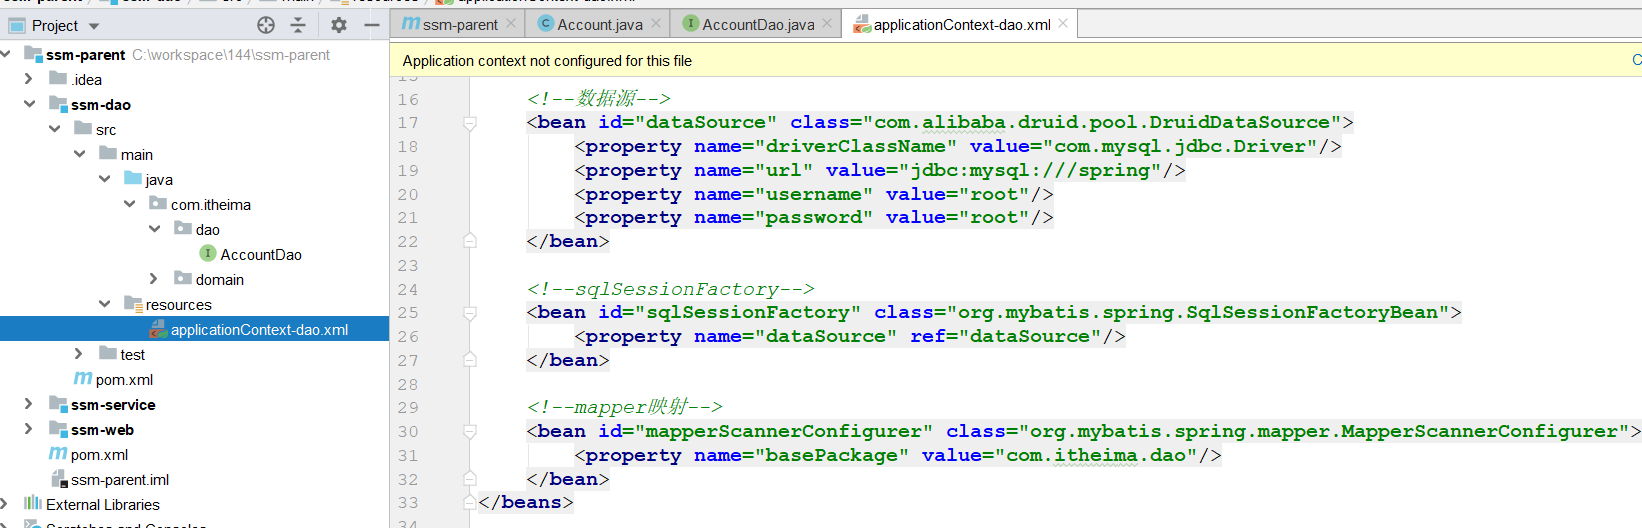 Project
ssm-parent C:\workspace\144\ssm-parent
.idea
ssm-dao
src
main
java
com.itheima
dao
AccountDao
domain
resources
applicationContext-dao.xml
test
pom.xml
ssm-service
ssm-web
pom.xml
ssm-parent.iml
External Libraries
ssm-parent
Account.java
AccountDao.java
applicationContext-dao.xml
Application context not configured for this file
16 <!--数据源-->
17 <bean id="dataSource" class="com.alibaba.druid.pool.DruidDataSource">
18 <property name="driverClassName" value="com.mysql.jdbc.Driver"/>
19 <property name="url" value="jdbc:mysql:///spring"/>
20 <property name="username" value="root"/>
21 <property name="password" value="root"/>
22 </bean>
23
24 <!--sqlSessionFactory-->
25 <bean id="sqlSessionFactory" class="org.mybatis.spring.SqlSessionFactoryBean">
26 <property name="dataSource" ref="dataSource"/>
27 </bean>
28
29 <!--mapper映射-->
30 <bean id="mapperScannerConfigurer" class="org.mybatis.spring.mapper.MapperScannerConfigurer">
31 <property name="basePackage" value="com.itheima.dao"/>
32 </bean>
33 </beans>
34